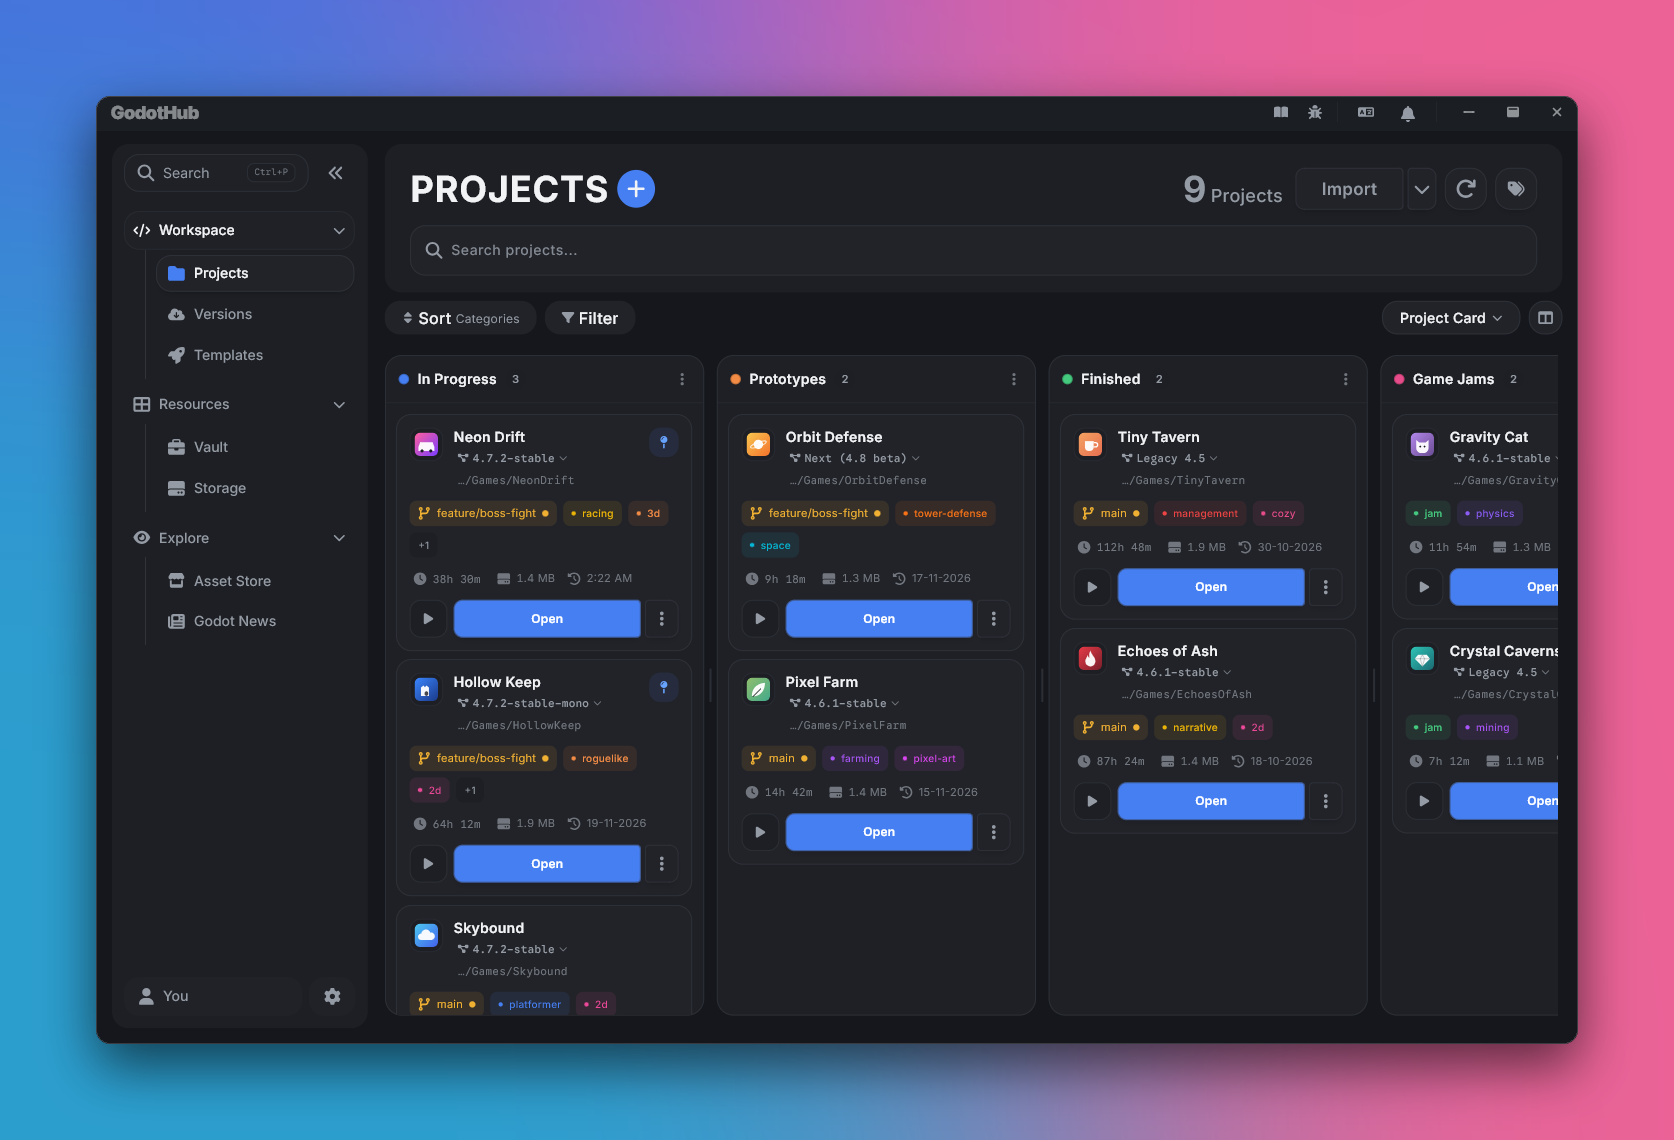 GodotHub
Search Ctrl+P
Workspace
Projects
Versions
Templates
Resources
Vault
Storage
Explore
Asset Store
Godot News
You
PROJECTS
9 Projects
Import
Search projects...
Sort Categories
Filter
Project Card
In Progress 3
Neon Drift
4.7.2-stable
…/Games/NeonDrift
feature/boss-fight racing 3d
+1
38h 30m 1.4 MB 2:22 AM
Open
Hollow Keep
4.7.2-stable-mono
…/Games/HollowKeep
feature/boss-fight roguelike
2d +1
64h 12m 1.9 MB 19-11-2026
Open
Skybound
4.7.2-stable
…/Games/Skybound
main platformer 2d
Prototypes 2
Orbit Defense
Next (4.8 beta)
…/Games/OrbitDefense
feature/boss-fight tower-defense
space
9h 18m 1.3 MB 17-11-2026
Open
Pixel Farm
4.6.1-stable
…/Games/PixelFarm
main farming pixel-art
14h 42m 1.4 MB 15-11-2026
Open
Finished 2
Tiny Tavern
Legacy 4.5
…/Games/TinyTavern
main management cozy
112h 48m 1.9 MB 30-10-2026
Open
Echoes of Ash
4.6.1-stable
…/Games/EchoesOfAsh
main narrative 2d
87h 24m 1.4 MB 18-10-2026
Open
Game Jams 2
Gravity Cat
4.6.1-stable
…/Games/Gravity
jam physics
11h 54m 1.3 MB
Open
Crystal Caverns
Legacy 4.5
…/Games/Crystal
jam mining
7h 12m 1.1 MB
Open